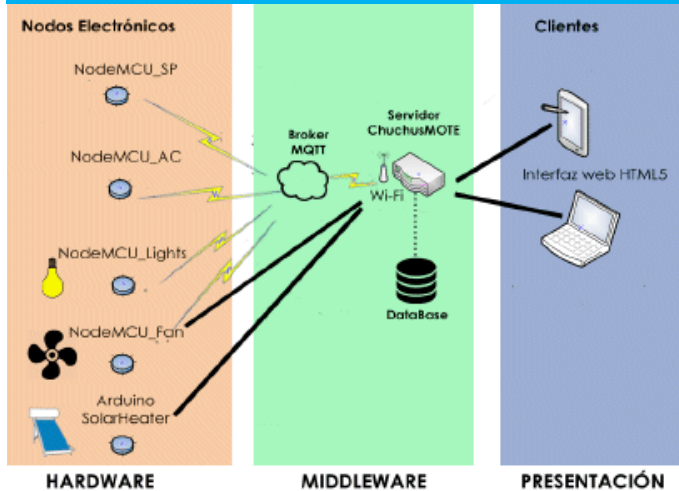 Nodos Electrónicos
NodeMCU_SP
NodeMCU_AC
NodeMCU_Lights
NodeMCU_Fan
Arduino
SolarHeater
HARDWARE
Broker
MQTT
Servidor
ChuchusMOTE
Wi-Fi
DataBase
MIDDLEWARE
Clientes
Interfaz web HTML5
PRESENTACIÓN